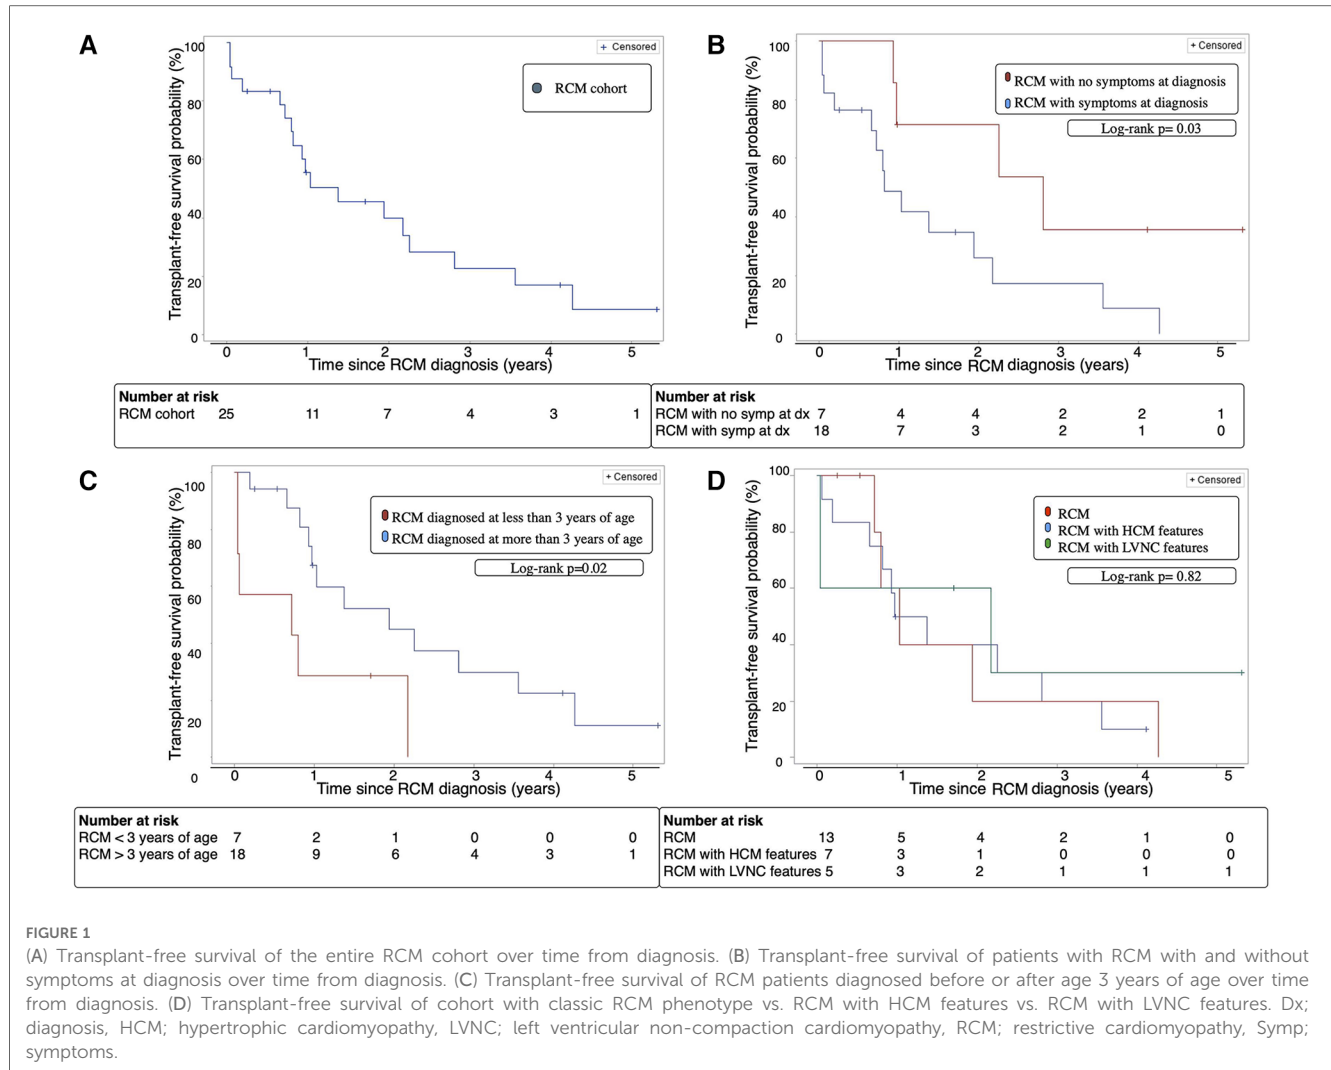 A
Transplant-free survival probability (%)
100
80
60
40
20
0
+ Censored
RCM cohort
0 1 2 3 4 5
Time since RCM diagnosis (years)
Number at risk
RCM cohort 25 11 7 4 3 1
B
Transplant-free survival probability (%)
100
80
60
40
20
0
+ Censored
RCM with no symptoms at diagnosis
RCM with symptoms at diagnosis
Log-rank p= 0.03
0 1 2 3 4 5
Time since RCM diagnosis (years)
Number at risk
RCM with no symp at dx 7 4 4 2 2 1
RCM with symp at dx 18 7 3 2 1 0
C
Transplant-free survival probability (%)
100
80
60
40
20
0
+ Censored
RCM diagnosed at less than 3 years of age
RCM diagnosed at more than 3 years of age
Log-rank p=0.02
0 1 2 3 4 5
Time since RCM diagnosis (years)
Number at risk
RCM < 3 years of age 7 2 1 0 0 0
RCM > 3 years of age 18 9 6 4 3 1
D
Transplant-free survival probability (%)
100
80
60
40
20
0
+ Censored
RCM
RCM with HCM features
RCM with LVNC features
Log-rank p= 0.82
0 1 2 3 4 5
Time since RCM diagnosis (years)
Number at risk
RCM 13 5 4 2 1 0
RCM with HCM features 7 3 1 0 0 0
RCM with LVNC features 5 3 2 1 1 1
FIGURE 1
(A) Transplant-free survival of the entire RCM cohort over time from diagnosis. (B) Transplant-free survival of patients with RCM with and without
symptoms at diagnosis over time from diagnosis. (C) Transplant-free survival of RCM patients diagnosed before or after age 3 years of age over time
from diagnosis. (D) Transplant-free survival of cohort with classic RCM phenotype vs. RCM with HCM features vs. RCM with LVNC features. Dx;
diagnosis, HCM; hypertrophic cardiomyopathy, LVNC; left ventricular non-compaction cardiomyopathy, RCM; restrictive cardiomyopathy, Symp;
symptoms.